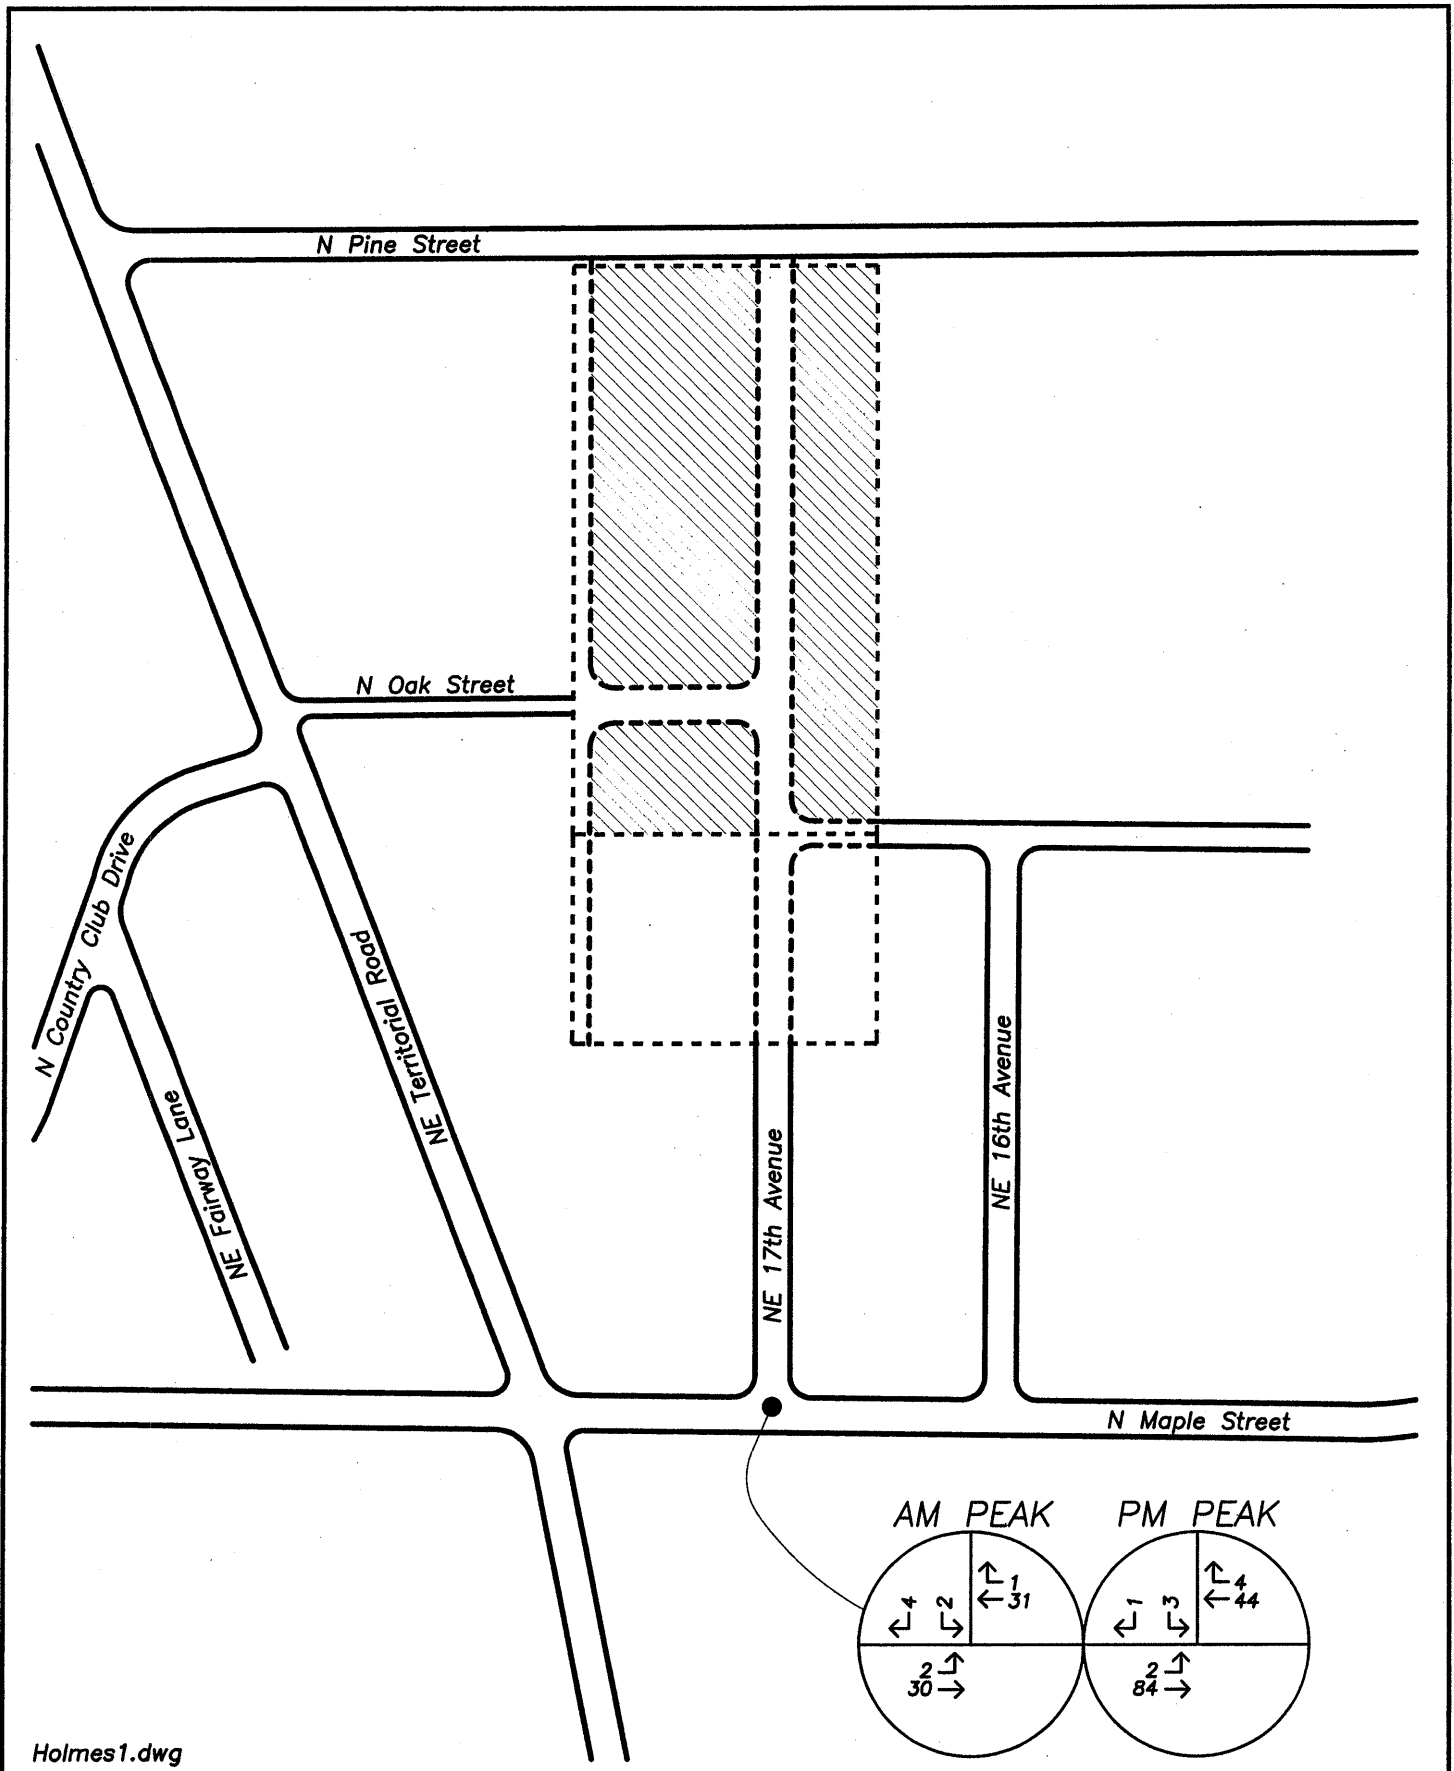 N Pine Street
N Oak Street
N Country Club Drive
NE Territorial Road
NE Fairway Lane
NE 17th Avenue
NE 16th Avenue
N Maple Street
AM PEAK
PM PEAK
4
2
1
31
2
30
1
3
4
44
2
84
Holmes1.dwg